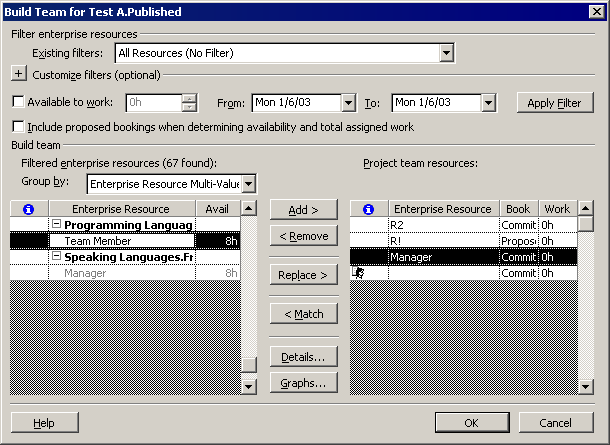 Build Team for Test A.Published
Filter enterprise resources
Existing filters: All Resources (No Filter)
+ Customize filters (optional)
Available to work: 0h From: Mon 1/6/03 To: Mon 1/6/03 Apply Filter
Include proposed bookings when determining availability and total assigned work
Build team
Filtered enterprise resources (67 found): Project team resources:
Group by: Enterprise Resource Multi-Value
Enterprise Resource Avail
Programming Languag
Team Member 8h
Speaking Languages.Fr
Manager 8h
Add >
< Remove
Replace >
< Match
Details...
Graphs...
Enterprise Resource Book Work
R2 Commit 0h
R! Propose 0h
Manager Commit 0h
Commit 0h
Help OK Cancel